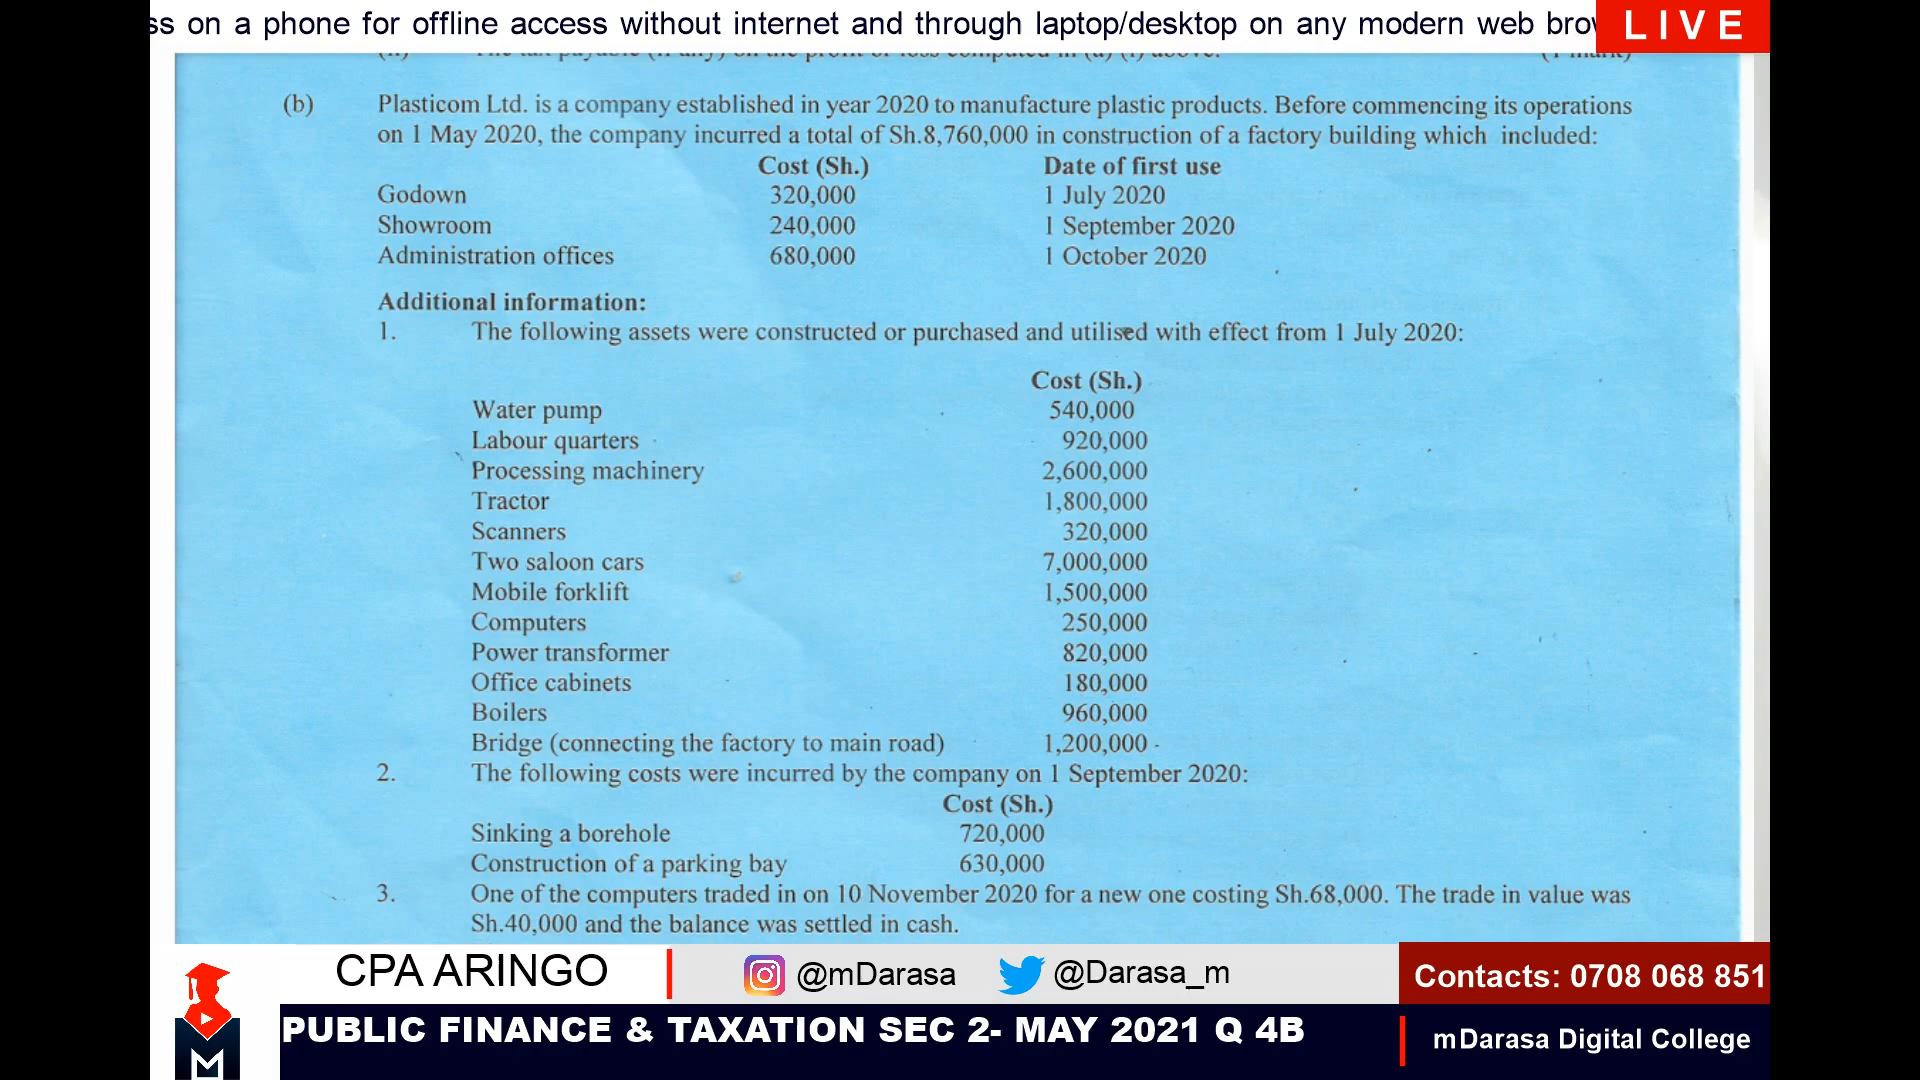 ss on a phone for offline access without internet and through laptop/desktop on any modern web brow
LIVE
(b) Plasticom Ltd. is a company established in year 2020 to manufacture plastic products. Before commencing its operations
on 1 May 2020, the company incurred a total of Sh.8,760,000 in construction of a factory building which included:
Cost (Sh.) Date of first use
Godown 320,000 1 July 2020
Showroom 240,000 1 September 2020
Administration offices 680,000 1 October 2020
Additional information:
1. The following assets were constructed or purchased and utilised with effect from 1 July 2020:
Cost (Sh.)
Water pump 540,000
Labour quarters 920,000
Processing machinery 2,600,000
Tractor 1,800,000
Scanners 320,000
Two saloon cars 7,000,000
Mobile forklift 1,500,000
Computers 250,000
Power transformer 820,000
Office cabinets 180,000
Boilers 960,000
Bridge (connecting the factory to main road) 1,200,000
2. The following costs were incurred by the company on 1 September 2020:
Cost (Sh.)
Sinking a borehole 720,000
Construction of a parking bay 630,000
3. One of the computers traded in on 10 November 2020 for a new one costing Sh.68,000. The trade in value was
Sh.40,000 and the balance was settled in cash.
CPA ARINGO @mDarasa @Darasa_m Contacts: 0708 068 851
PUBLIC FINANCE & TAXATION SEC 2- MAY 2021 Q 4B mDarasa Digital College
M